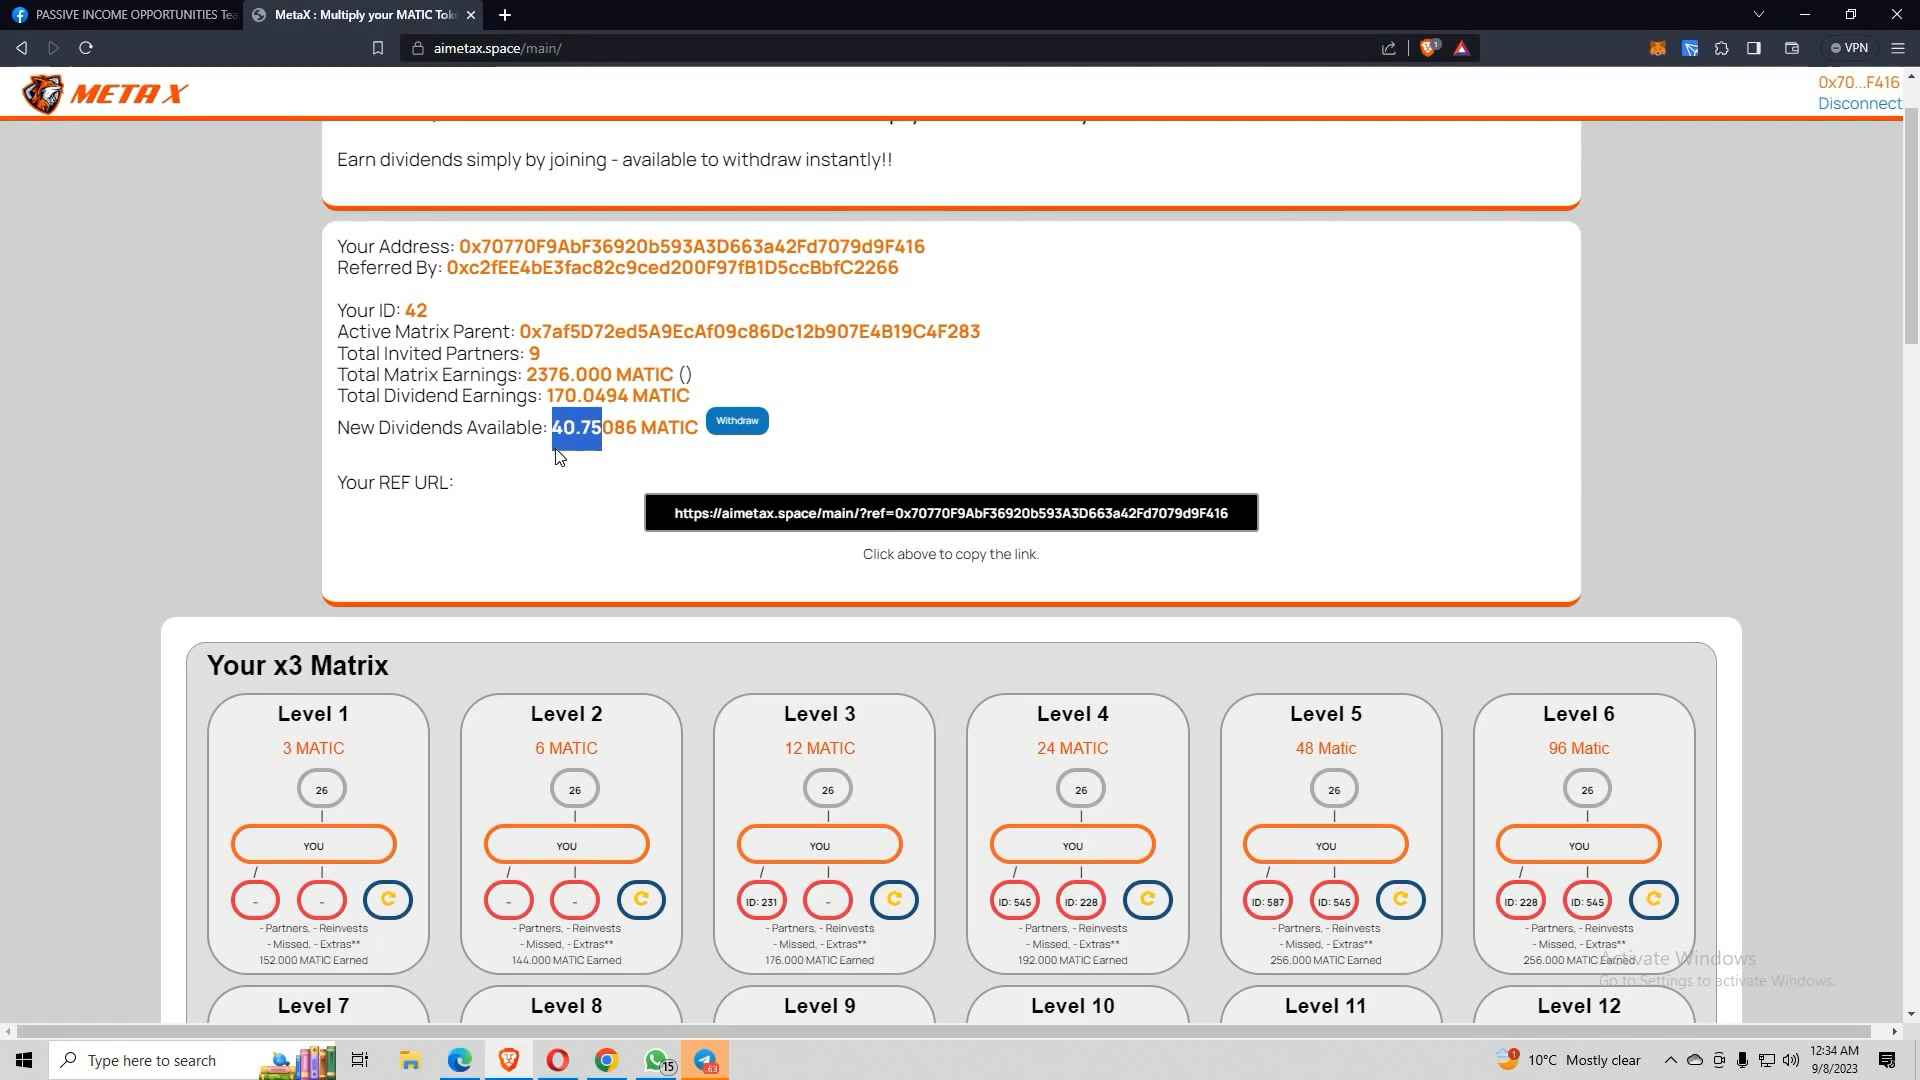 PASSIVE INCOME OPPORTUNITIES Tea
MetaX : Multiply your MATIC Toke
aimetax.space/main/
VPN
META X
0x70...F416
Disconnect
Earn dividends simply by joining - available to withdraw instantly!!
Your Address: 0x70770F9AbF36920b593A3D663a42Fd7079d9F416
Referred By: 0xc2fEE4bE3fac82c9ced200F97fB1D5ccBbfC2266
Your ID: 42
Active Matrix Parent: 0x7af5D72ed5A9EcAf09c86Dc12b907E4B19C4F283
Total Invited Partners: 9
Total Matrix Earnings: 2376.000 MATIC ()
Total Dividend Earnings: 170.0494 MATIC
New Dividends Available: 40.75086 MATIC Withdraw
Your REF URL:
https://aimetax.space/main/?ref=0x70770F9AbF36920b593A3D663a42Fd7079d9F416
Click above to copy the link.
Your x3 Matrix
Level 1 Level 2 Level 3 Level 4 Level 5 Level 6
3 MATIC 6 MATIC 12 MATIC 24 MATIC 48 Matic 96 Matic
26 26 26 26 26 26
YOU YOU YOU YOU YOU YOU
- - - - ID: 231 - ID: 545 ID: 228 ID: 587 ID: 545 ID: 228 ID: 545
- Partners, - Reinvests - Partners, - Reinvests - Partners, - Reinvests - Partners, - Reinvests - Partners, - Reinvests - Partners, - Reinvests
- Missed, - Extras** - Missed, - Extras** - Missed, - Extras** - Missed, - Extras** - Missed, - Extras** - Missed, - Extras**
152.000 MATIC Earned 144.000 MATIC Earned 176.000 MATIC Earned 192.000 MATIC Earned 256.000 MATIC Earned 256.000 MATIC Earned
Activate Windows
Go to Settings to activate Windows.
Level 7 Level 8 Level 9 Level 10 Level 11 Level 12
Type here to search
15
63
1
10°C Mostly clear
12:34 AM
9/8/2023